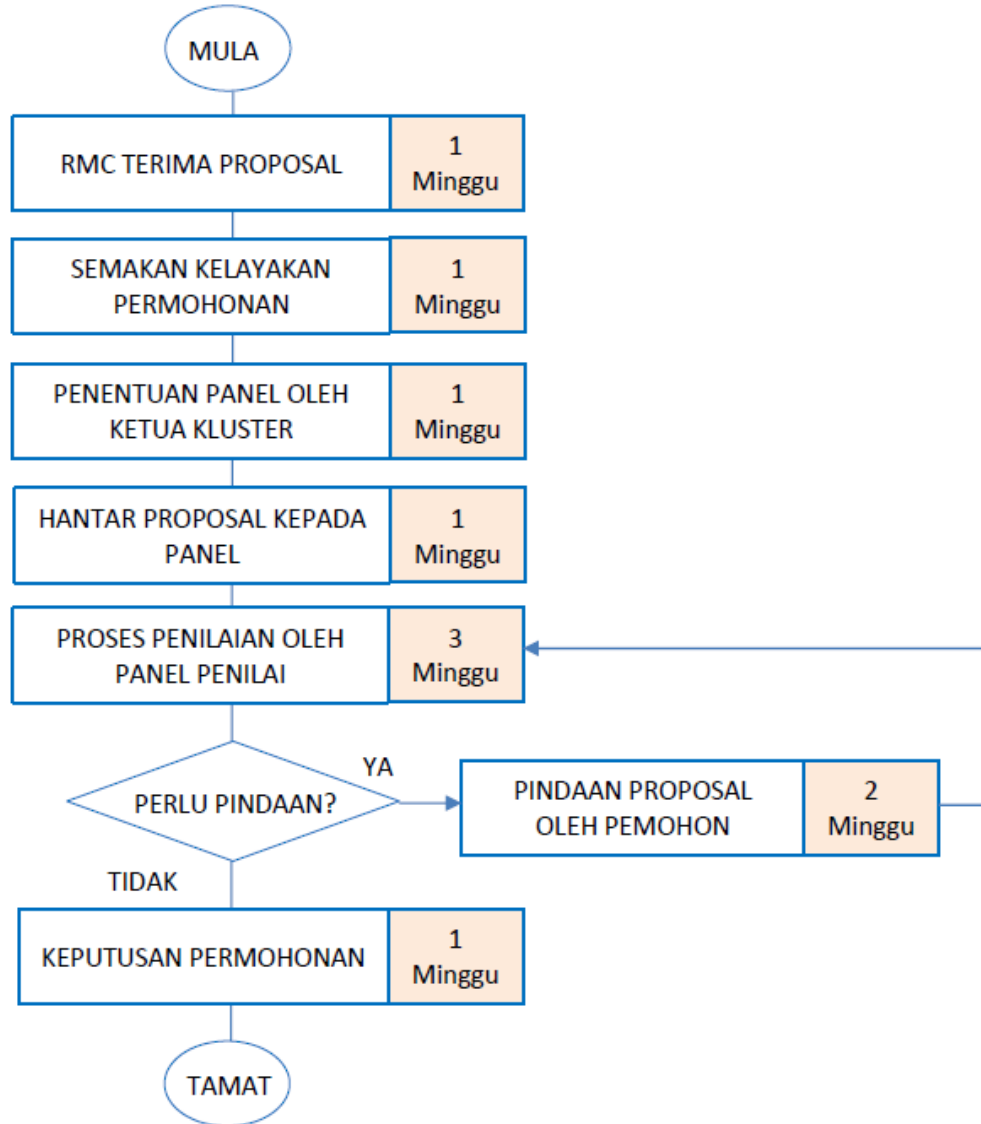 MULA
RMC TERIMA PROPOSAL
1
Minggu
SEMAKAN KELAYAKAN
PERMOHONAN
1
Minggu
PENENTUAN PANEL OLEH
KETUA KLUSTER
1
Minggu
HANTAR PROPOSAL KEPADA
PANEL
1
Minggu
PROSES PENILAIAN OLEH
PANEL PENILAI
3
Minggu
PERLU PINDAAN?
YA
PINDAAN PROPOSAL
OLEH PEMOHON
2
Minggu
TIDAK
KEPUTUSAN PERMOHONAN
1
Minggu
TAMAT